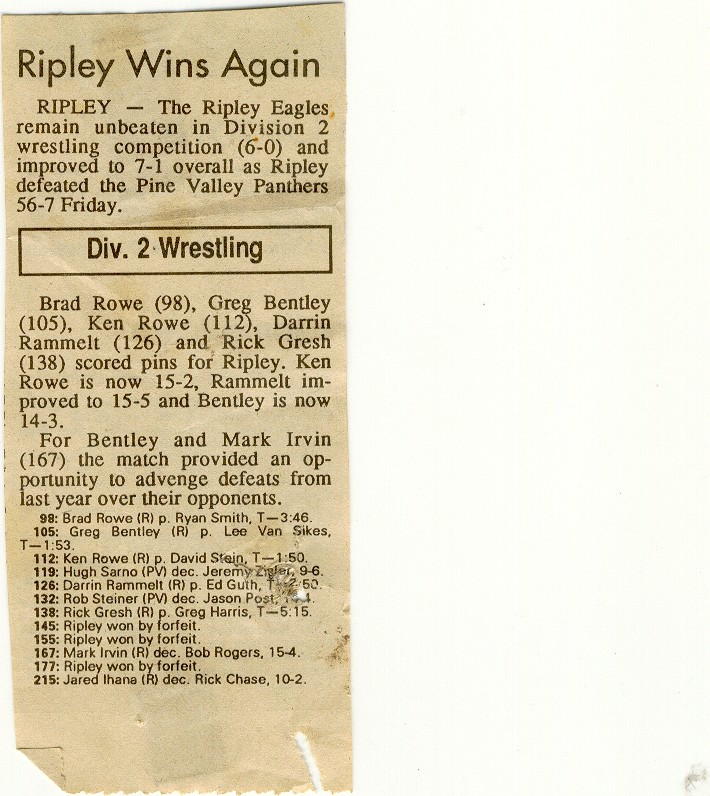 Ripley Wins Again
RIPLEY — The Ripley Eagles
remain unbeaten in Division 2
wrestling competition (6-0) and
improved to 7-1 overall as Ripley
defeated the Pine Valley Panthers
56-7 Friday.
Div. 2 Wrestling
Brad Rowe (98), Greg Bentley
(105), Ken Rowe (112), Darrin
Rammelt (126) and Rick Gresh
(138) scored pins for Ripley. Ken
Rowe is now 15-2, Rammelt im-
proved to 15-5 and Bentley is now
14-3.
For Bentley and Mark Irvin
(167) the match provided an op-
portunity to advenge defeats from
last year over their opponents.
98: Brad Rowe (R) p. Ryan Smith, T—3:46.
105: Greg Bentley (R) p. Lee Van Sikes,
T—1:53.
112: Ken Rowe (R) p. David Stein, T—1:50.
119: Hugh Sarno (PV) dec. Jeremy Zigler, 9-6.
126: Darrin Rammelt (R) p. Ed Guth,
132: Rob Steiner (PV) dec. Jason Post,
138: Rick Gresh (R) p. Greg Harris, T—5:15.
145: Ripley won by forfeit.
155: Ripley won by forfeit.
167: Mark Irvin (R) dec. Bob Rogers, 15-4.
177: Ripley won by forfeit.
215: Jared Ihana (R) dec. Rick Chase, 10-2.